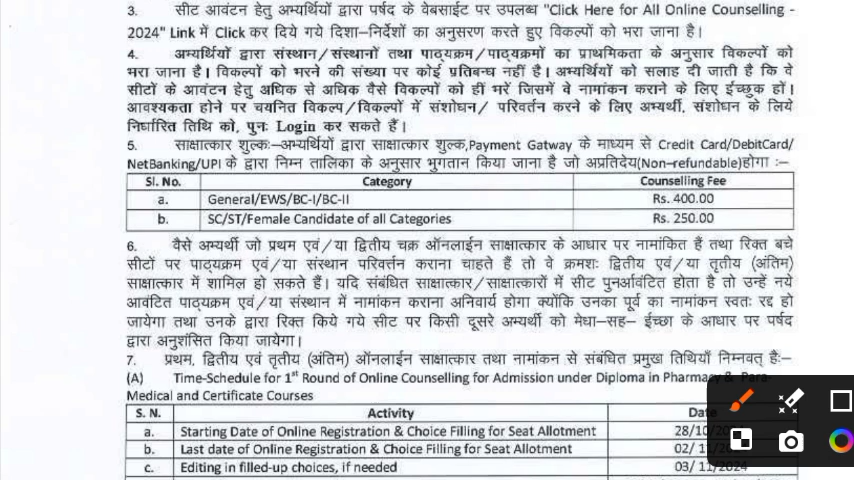 3. सीट आवंटन हेतु अभ्यर्थियों द्वारा पर्षद के वेबसाईट पर उपलब्ध "Click Here for All Online Counselling -
2024" Link में Click कर दिये गये दिशा–निर्देशों का अनुसरण करते हुए विकल्पों को भरा जाना है।
4. अभ्यर्थियों द्वारा संस्थान/संस्थानों तथा पाठ्यक्रम/पाठ्यक्रमों का प्राथमिकता के अनुसार विकल्पों को
भरा जाना है। विकल्पों को भरने की संख्या पर कोई प्रतिबन्ध नहीं है। अभ्यर्थियों को सलाह दी जाती है कि वे
सीटों के आवंटन हेतु अधिक से अधिक वैसे विकल्पों को हीं भरें जिसमें वे नामांकन कराने के लिए ईच्छुक हों।
आवश्यकता होने पर चयनित विकल्प/विकल्पों में संशोधन/ परिवर्तन करने के लिए अभ्यर्थी, संशोधन के लिये
निर्धारित तिथि को, पुनः Login कर सकते हैं।
5. साक्षात्कार शुल्क:–अभ्यर्थियों द्वारा साक्षात्कार शुल्क,Payment Gatway के माध्यम से Credit Card/DebitCard/
NetBanking/UPI के द्वारा निम्न तालिका के अनुसार भुगतान किया जाना है जो अप्रतिदेय(Non–refundable)होगा :–
Sl. No. Category Counselling Fee
a. General/EWS/BC-I/BC-II Rs. 400.00
b. SC/ST/Female Candidate of all Categories Rs. 250.00
6. वैसे अभ्यर्थी जो प्रथम एवं/या द्वितीय चक्र ऑनलाईन साक्षात्कार के आधार पर नामांकित हैं तथा रिक्त बचे
सीटों पर पाठ्यक्रम एवं/या संस्थान परिवर्त्तन कराना चाहते हैं तो वे क्रमशः द्वितीय एवं/या तृतीय (अंतिम)
साक्षात्कार में शामिल हो सकते हैं। यदि संबंधित साक्षात्कार/साक्षात्कारों में सीट पुनर्आवंटित होता है तो उन्हें नये
आवंटित पाठ्यक्रम एवं/या संस्थान में नामांकन कराना अनिवार्य होगा क्योंकि उनका पूर्व का नामांकन स्वतः रद्द हो
जायेगा तथा उनके द्वारा रिक्त किये गये सीट पर किसी दूसरे अभ्यर्थी को मेधा–सह– ईच्छा के आधार पर पर्षद
द्वारा अनुशंसित किया जायेगा।
7. प्रथम, द्वितीय एवं तृतीय (अंतिम) ऑनलाईन साक्षात्कार तथा नामांकन से संबंधित प्रमुख तिथियाँ निम्नवत् हैं:–
(A) Time-Schedule for 1st Round of Online Counselling for Admission under Diploma in Pharmacy & Para-
Medical and Certificate Courses
S. N. Activity Date
a. Starting Date of Online Registration & Choice Filling for Seat Allotment 28/10/
b. Last date of Online Registration & Choice Filling for Seat Allotment 02/ 11/
c. Editing in filled-up choices, if needed 03/ 11/2024